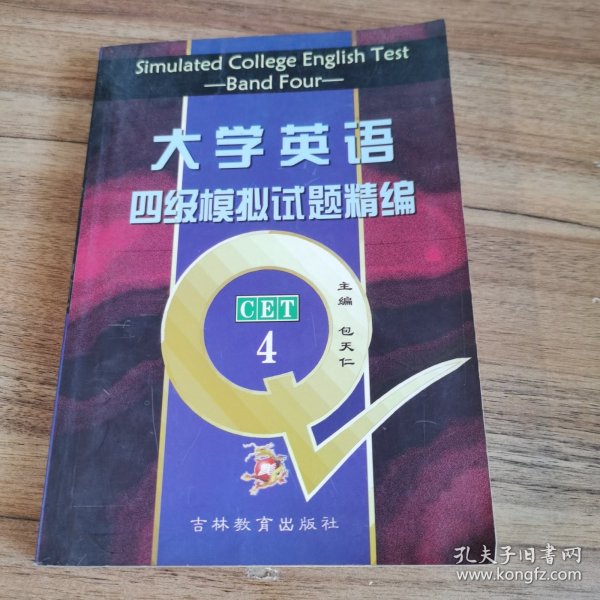 Simulated College English Test
—Band Four—
大学英语
四级模拟试题精编
CET
4
主编 包天仁
吉林教育出版社
孔夫子旧书网
www.kongfz.com